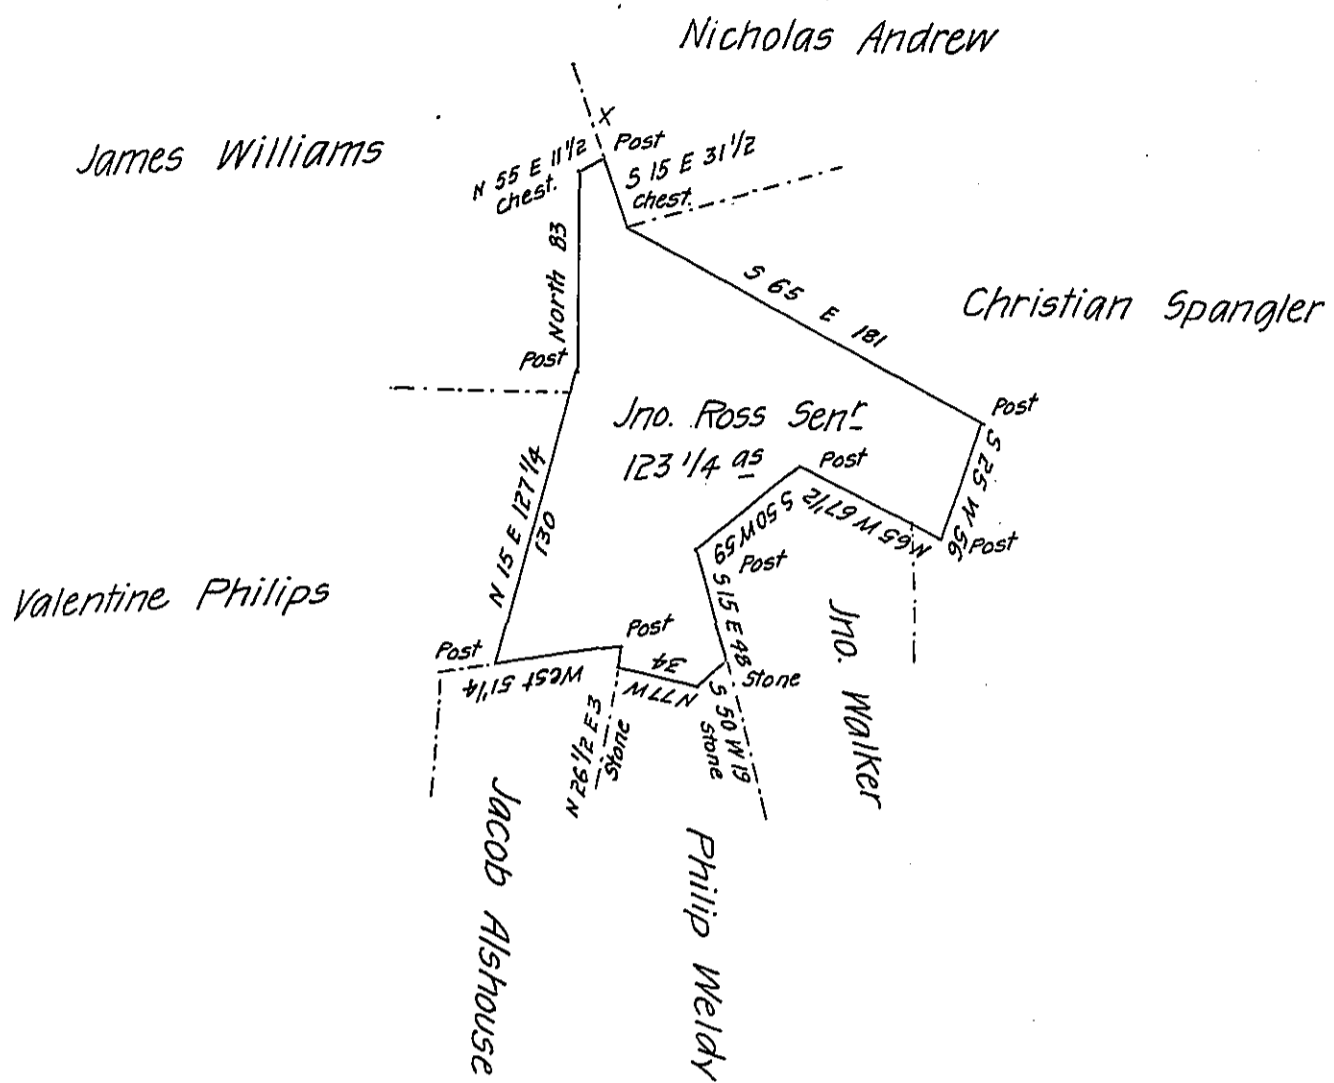 Nicholas Andrew
James Williams
X
Post
N 55 E 11 1/2
Chest.
S 15 E 31 1/2
Chest.
North 83
Post
S 65 E 181
Christian Spangler
Post
S 25 W 56
Post
Jno. Ross Senr
123 1/4 as
Post
N 65 W 67 1/2
S 50 W 59
Post
S 15 E 48
Stone
Jno. Walker
N 15 E 127 1/4
130
Valentine Philips
Post
West 51 1/4
Post
34
N 77 W
S 50 W 19
Stone
N 26 1/2 E 3
Stone
Jacob Alshouse
Philip Weldy